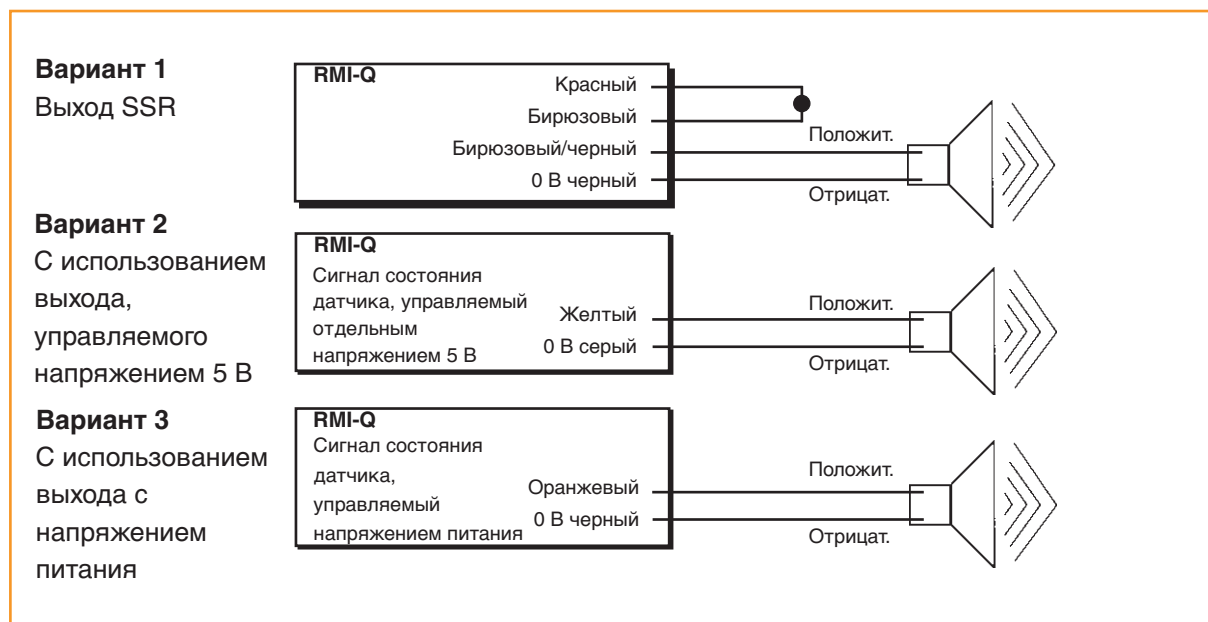 Вариант 1
Выход SSR
RMI-Q
Красный
Бирюзовый
Бирюзовый/черный
0 В черный
Положит.
Отрицат.
Вариант 2
С использованием
выхода,
управляемого
напряжением 5 В
RMI-Q
Сигнал состояния
датчика, управляемый
отдельным
напряжением 5 В
Желтый
0 В серый
Положит.
Отрицат.
Вариант 3
С использованием
выхода с
напряжением
питания
RMI-Q
Сигнал состояния
датчика,
управляемый
напряжением питания
Оранжевый
0 В черный
Положит.
Отрицат.